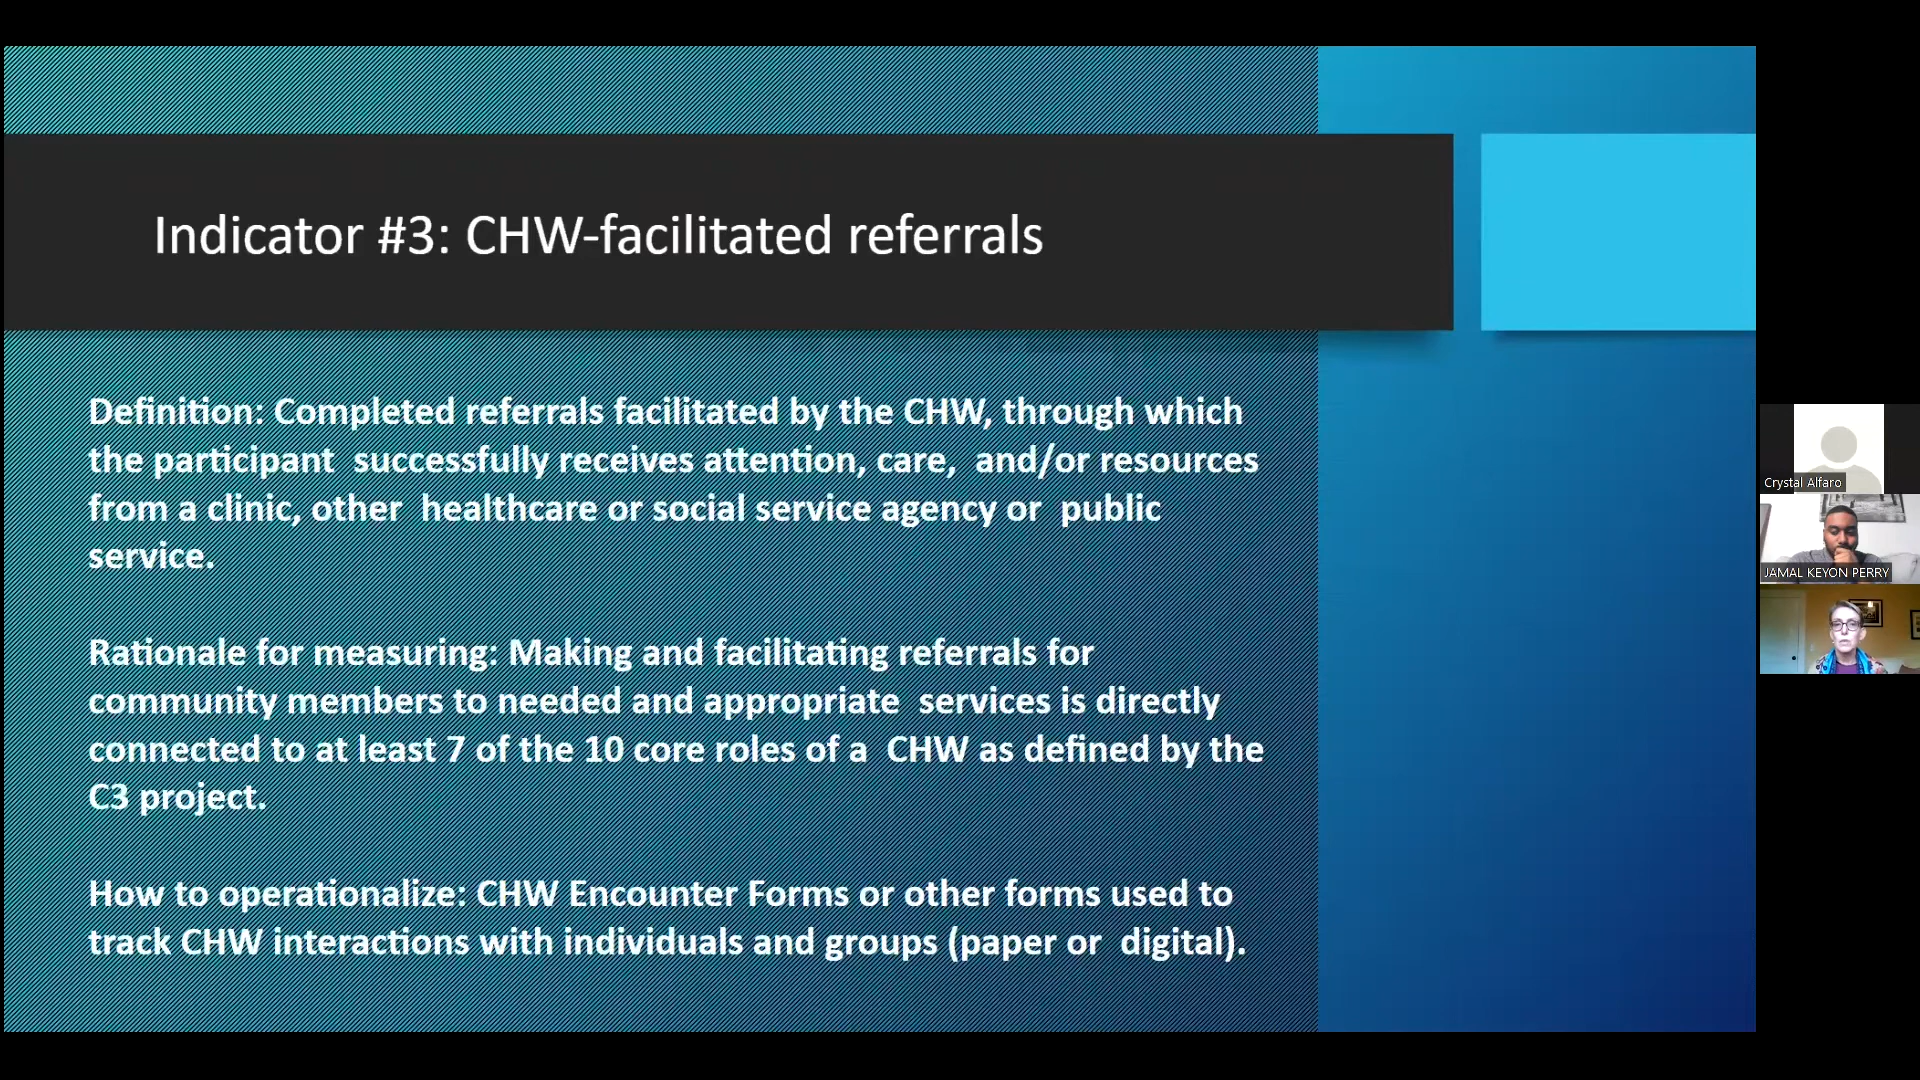 Indicator #3: CHW-facilitated referrals
Definition: Completed referrals facilitated by the CHW, through which
the participant successfully receives attention, care, and/or resources
from a clinic, other healthcare or social service agency or public
service.
Rationale for measuring: Making and facilitating referrals for
community members to needed and appropriate services is directly
connected to at least 7 of the 10 core roles of a CHW as defined by the
C3 project.
How to operationalize: CHW Encounter Forms or other forms used to
track CHW interactions with individuals and groups (paper or digital).
Crystal Alfaro
JAMAL KEYON PERRY